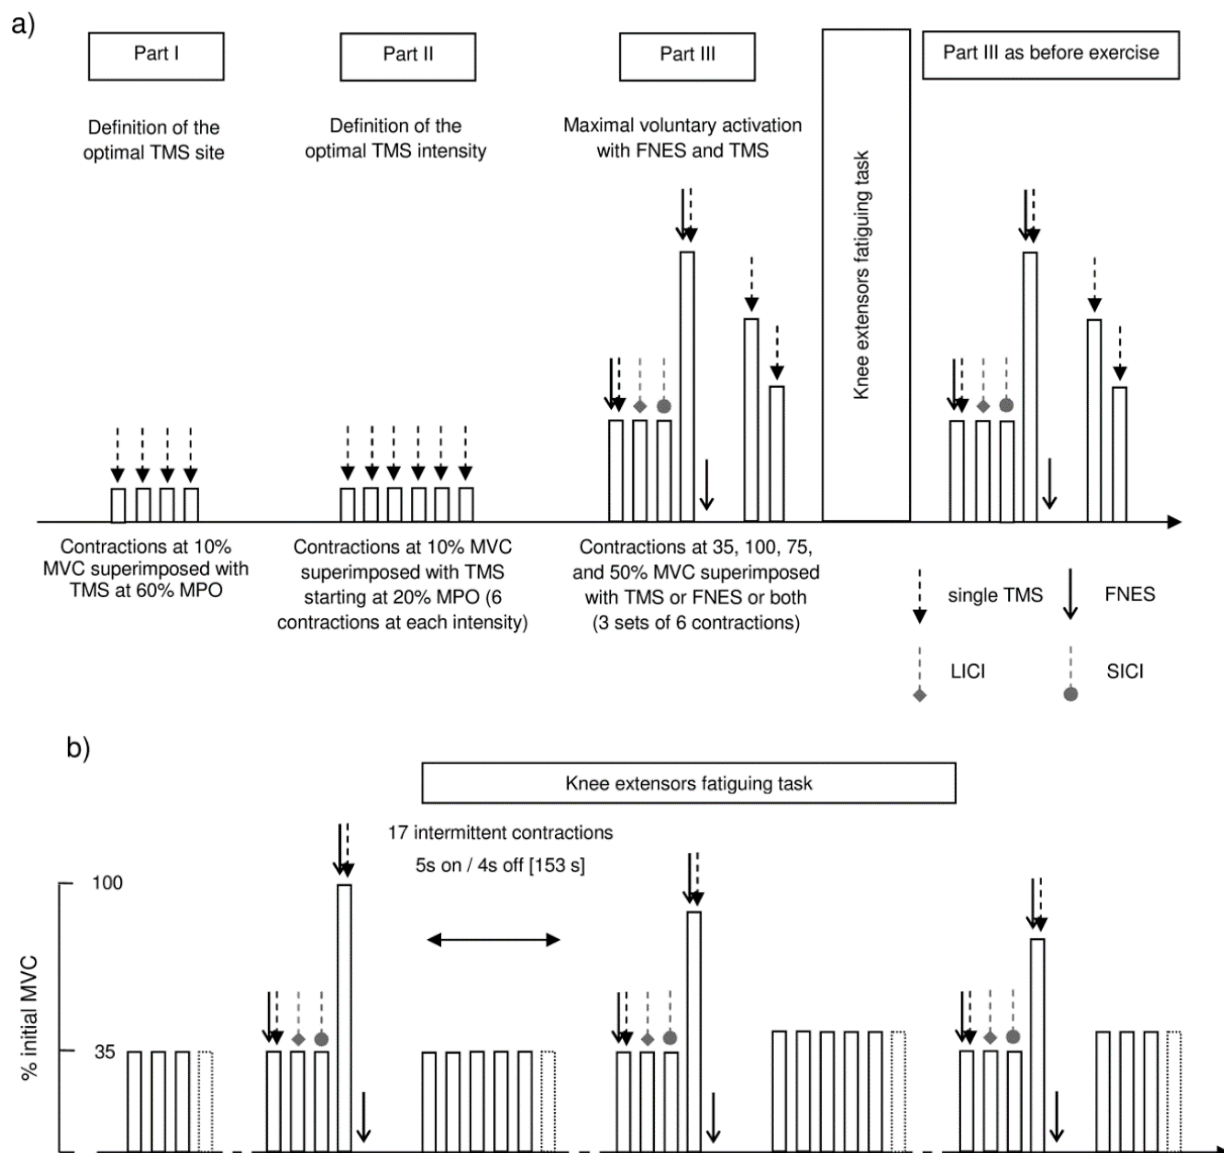 a)
Part I
Part II
Part III
Part III as before exercise
Definition of the
optimal TMS site
Definition of the
optimal TMS intensity
Maximal voluntary activation
with FNES and TMS
Knee extensors fatiguing task
Contractions at 10%
MVC superimposed with
TMS at 60% MPO
Contractions at 10% MVC
superimposed with TMS
starting at 20% MPO (6
contractions at each intensity)
Contractions at 35, 100, 75,
and 50% MVC superimposed
with TMS or FNES or both
(3 sets of 6 contractions)
single TMS
FNES
LICI
SICI
b)
Knee extensors fatiguing task
17 intermittent contractions
5s on / 4s off [153 s]
100
35
% initial MVC